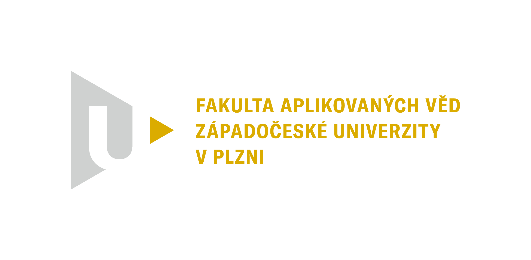 U
FAKULTA APLIKOVANÝCH VĚD
ZÁPADOČESKÉ UNIVERZITY
V PLZNI